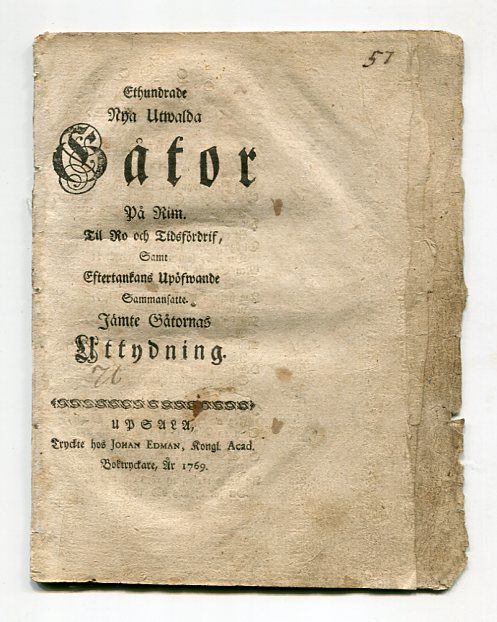 57
Ethundrade
Nya Utwalda
Gåtor
På Rim.
Til Ro och Tidsfördrif,
Samt
Eftertankans Upöfwande
Sammansatte.
Jämte Gåtornas
Uttydning.
UPSALA,
Tryckte hos JOHAN EDMAN, Kongl. Acad.
Boktryckare, År 1769.